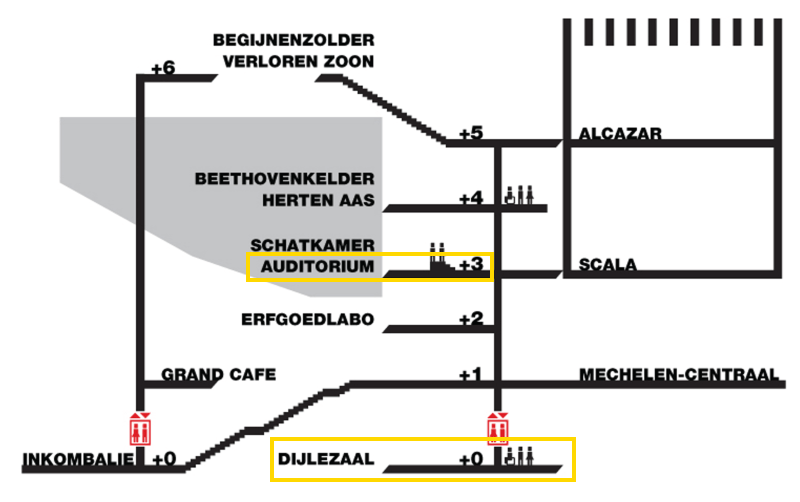 BEGIJNENZOLDER
VERLOREN ZOON
+6
+5
ALCAZAR
BEETHOVENKELDER
HERTEN AAS
+4
SCHATKAMER
AUDITORIUM
+3
SCALA
ERFGOEDLABO
+2
GRAND CAFE
+1
MECHELEN-CENTRAAL
INKOMBALIE
+0
DIJLEZAAL
+0